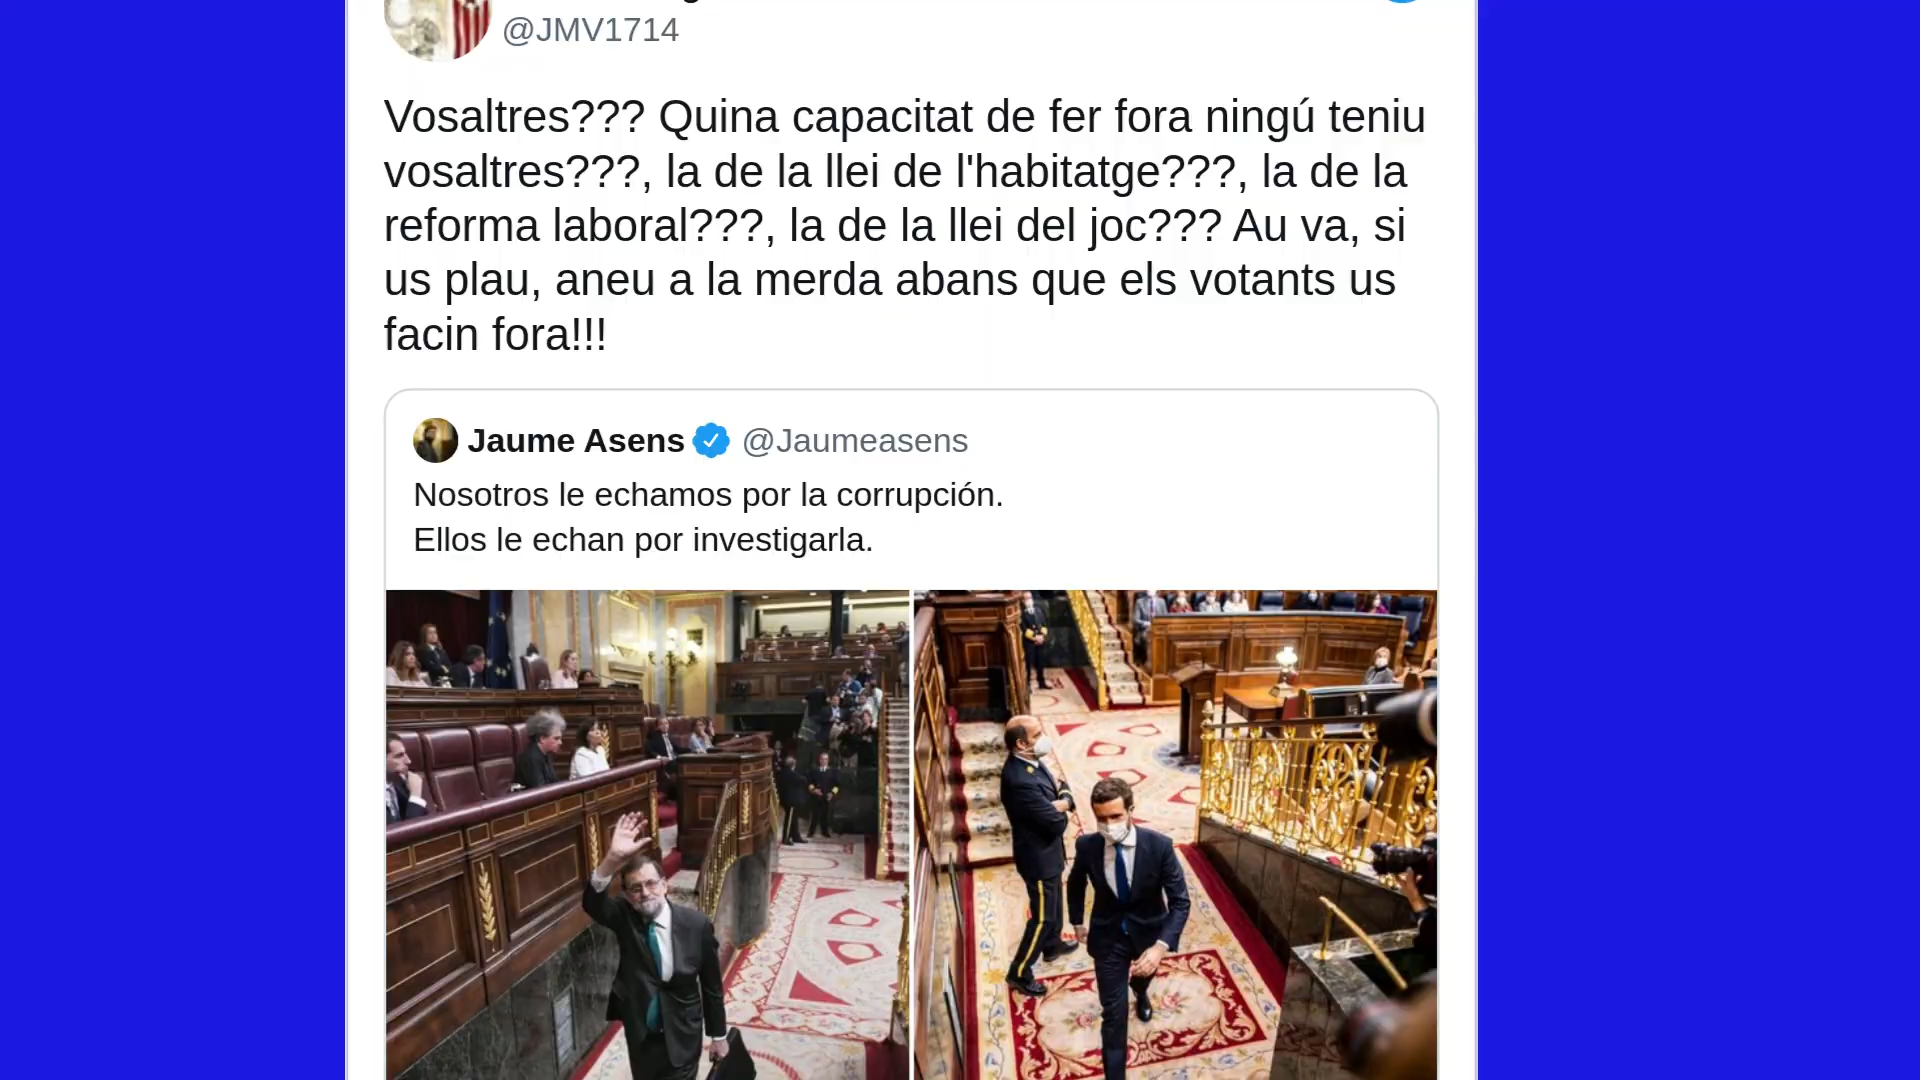 @JMV1714
Vosaltres??? Quina capacitat de fer fora ningú teniu
vosaltres???, la de la llei de l'habitatge???, la de la
reforma laboral???, la de la llei del joc??? Au va, si
us plau, aneu a la merda abans que els votants us
facin fora!!!
Jaume Asens @Jaumeasens
Nosotros le echamos por la corrupción.
Ellos le echan por investigarla.